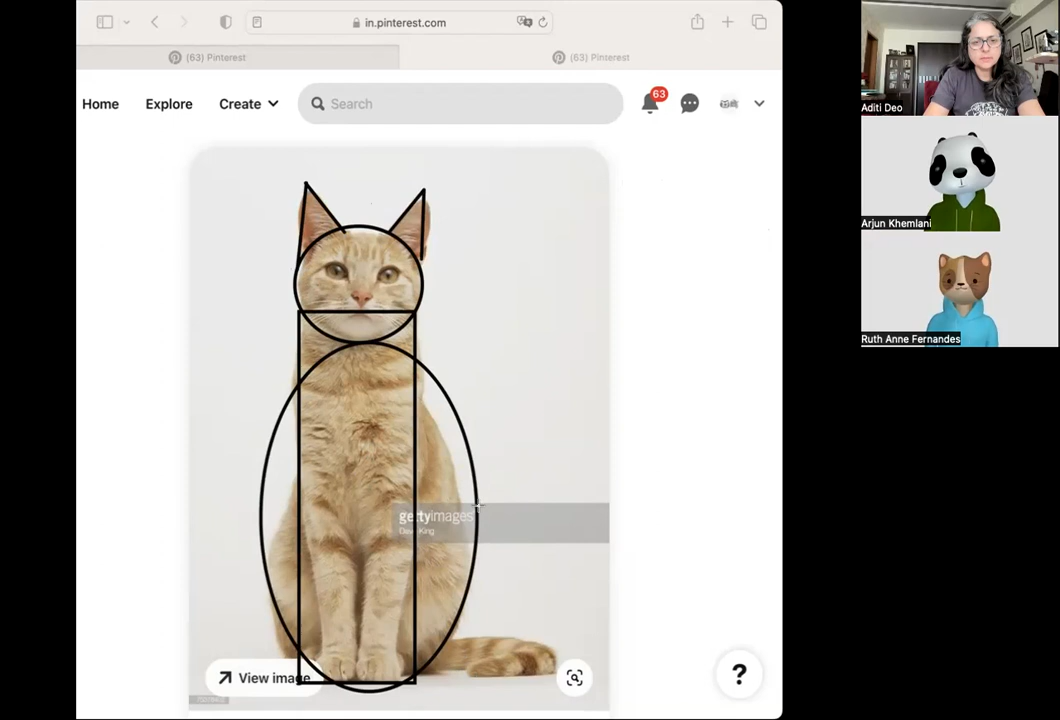 in.pinterest.com
(63) Pinterest
(63) Pinterest
Home
Explore
Create
Search
63
gettyimages
View image
?
Aditi Deo
Arjun Khemlani
Ruth Anne Fernandes